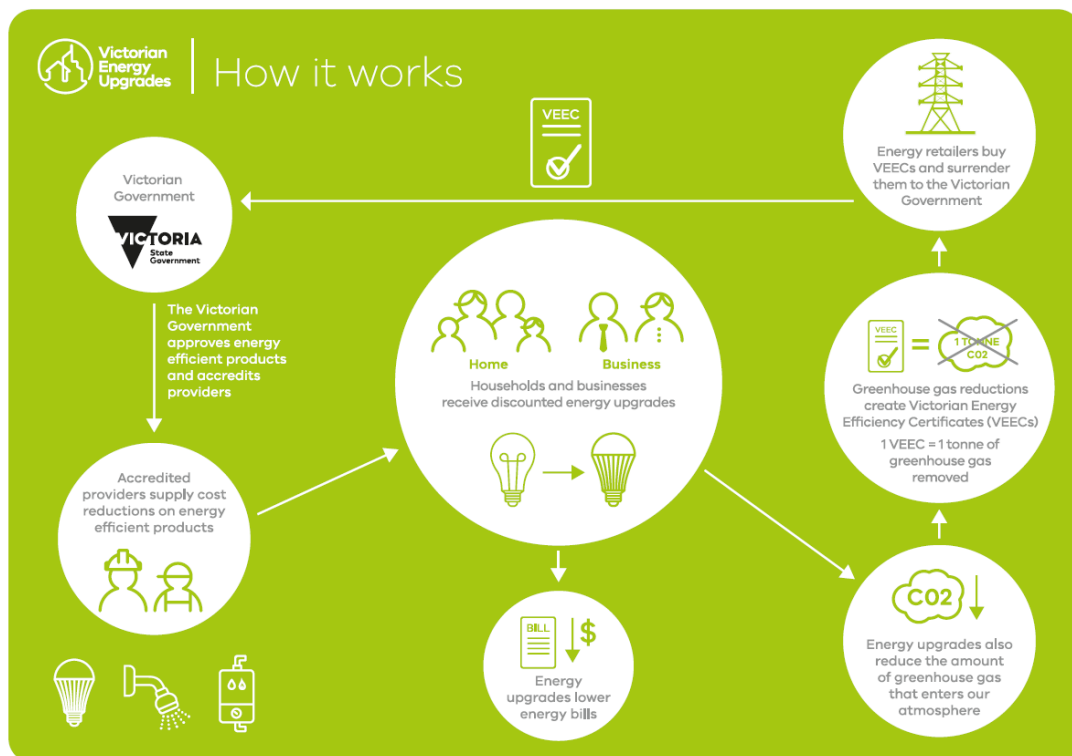 Victorian
Energy
Upgrades
How it works
VEEC
Energy retailers buy
VEECs and surrender
them to the Victorian
Government
Victorian
Government
VICTORIA
State
Government
The Victorian
Government
approves energy
efficient products
and accredits
providers
Home
Business
Households and businesses
receive discounted energy upgrades
VEEC
=
1 TONNE
C02
Greenhouse gas reductions
create Victorian Energy
Efficiency Certificates (VEECs)
1 VEEC = 1 tonne of
greenhouse gas
removed
Accredited
providers supply cost
reductions on energy
efficient products
BILL
$
Energy
upgrades lower
energy bills
C02
Energy upgrades also
reduce the amount
of greenhouse gas
that enters our
atmosphere